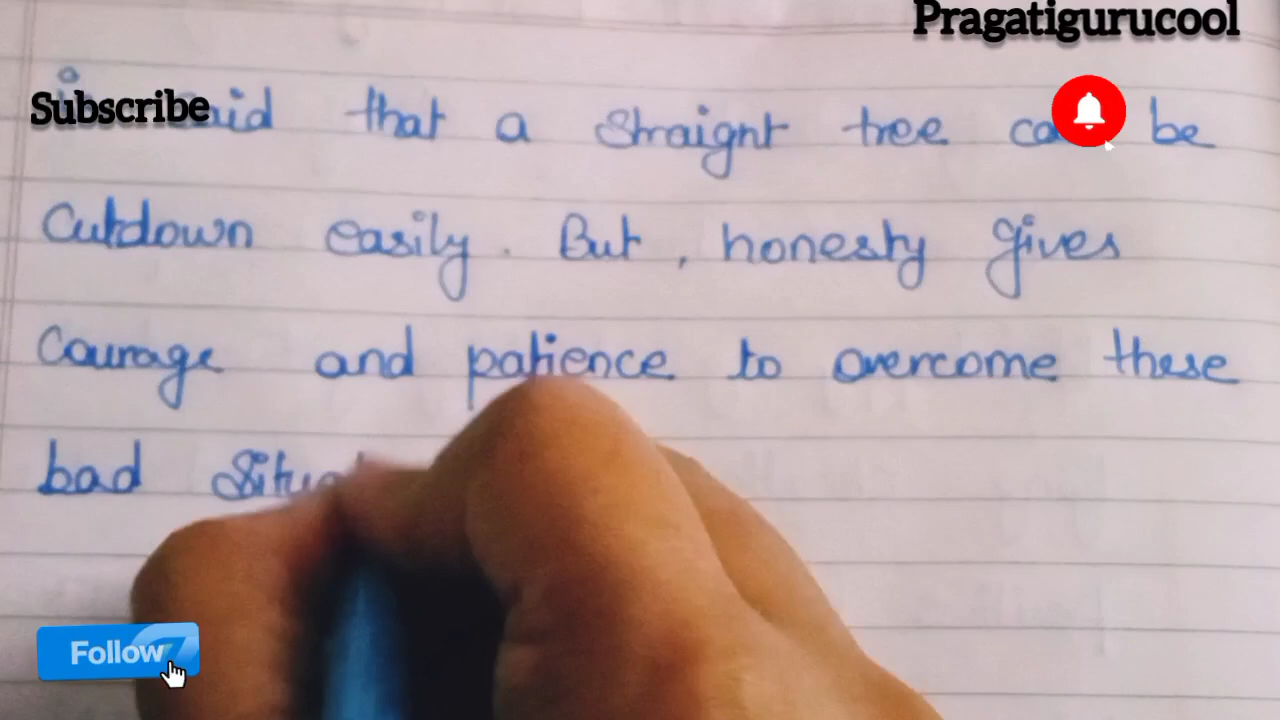 Pragatigurucool
Subscribe
said that a straight tree be
cutdown easily. But, honesty gives
Courage and patience to overcome these
bad
Follow